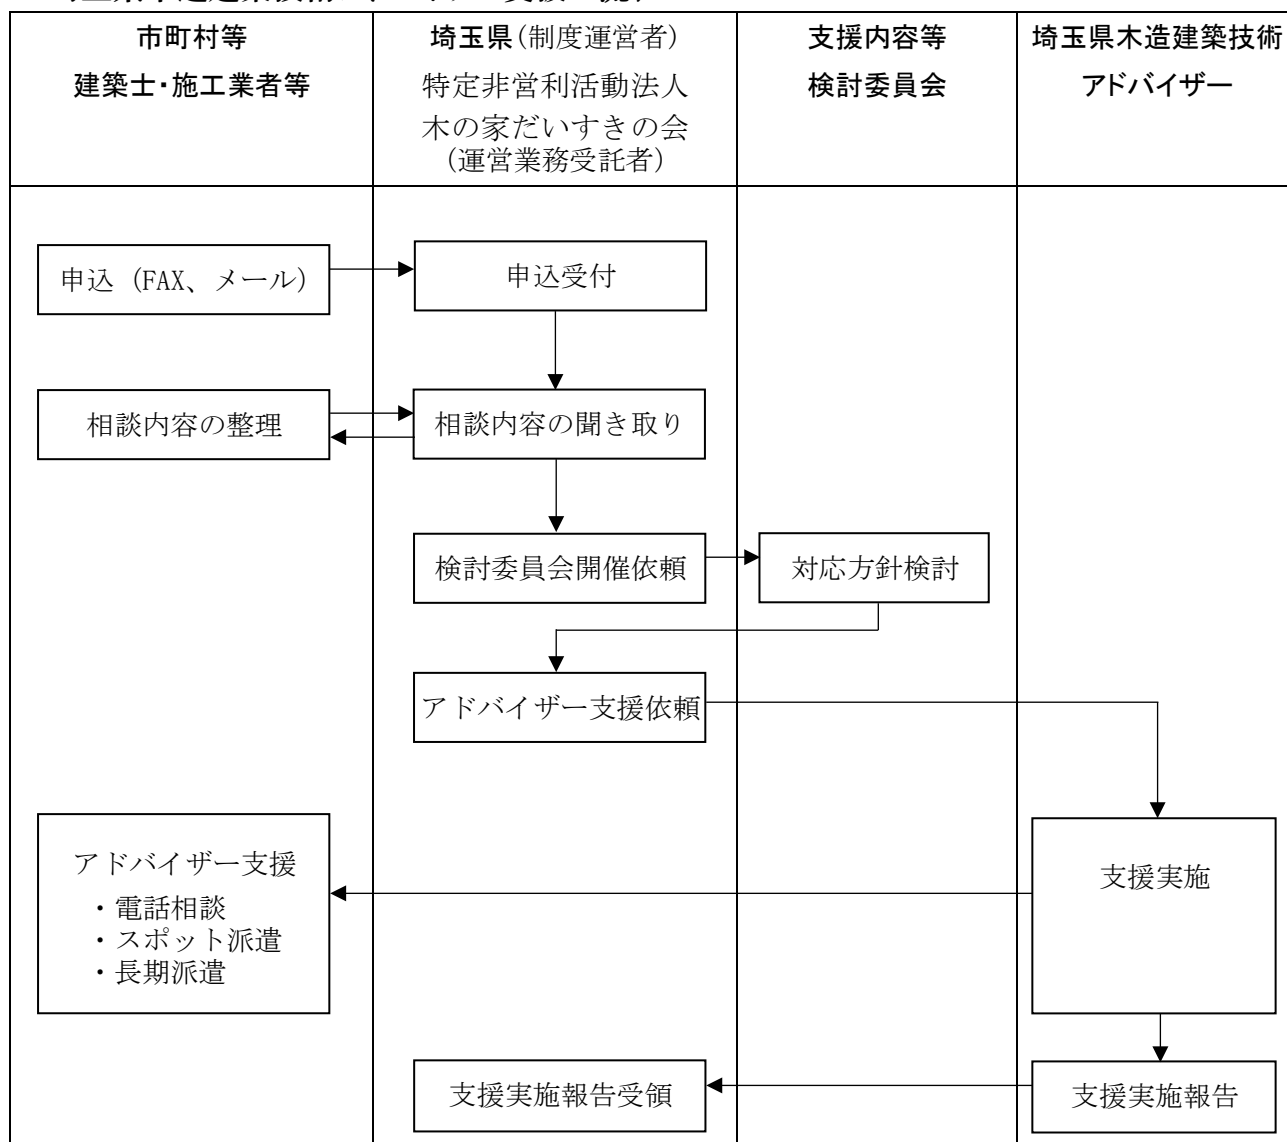 市町村等
建築士･施工業者等
埼玉県(制度運営者)
特定非営利活動法人
木の家だいすきの会
(運営業務受託者)
支援内容等
検討委員会
埼玉県木造建築技術
アドバイザー
申込（FAX、メール）
申込受付
相談内容の整理
相談内容の聞き取り
検討委員会開催依頼
対応方針検討
アドバイザー支援依頼
アドバイザー支援
・電話相談
・スポット派遣
・長期派遣
支援実施
支援実施報告受領
支援実施報告